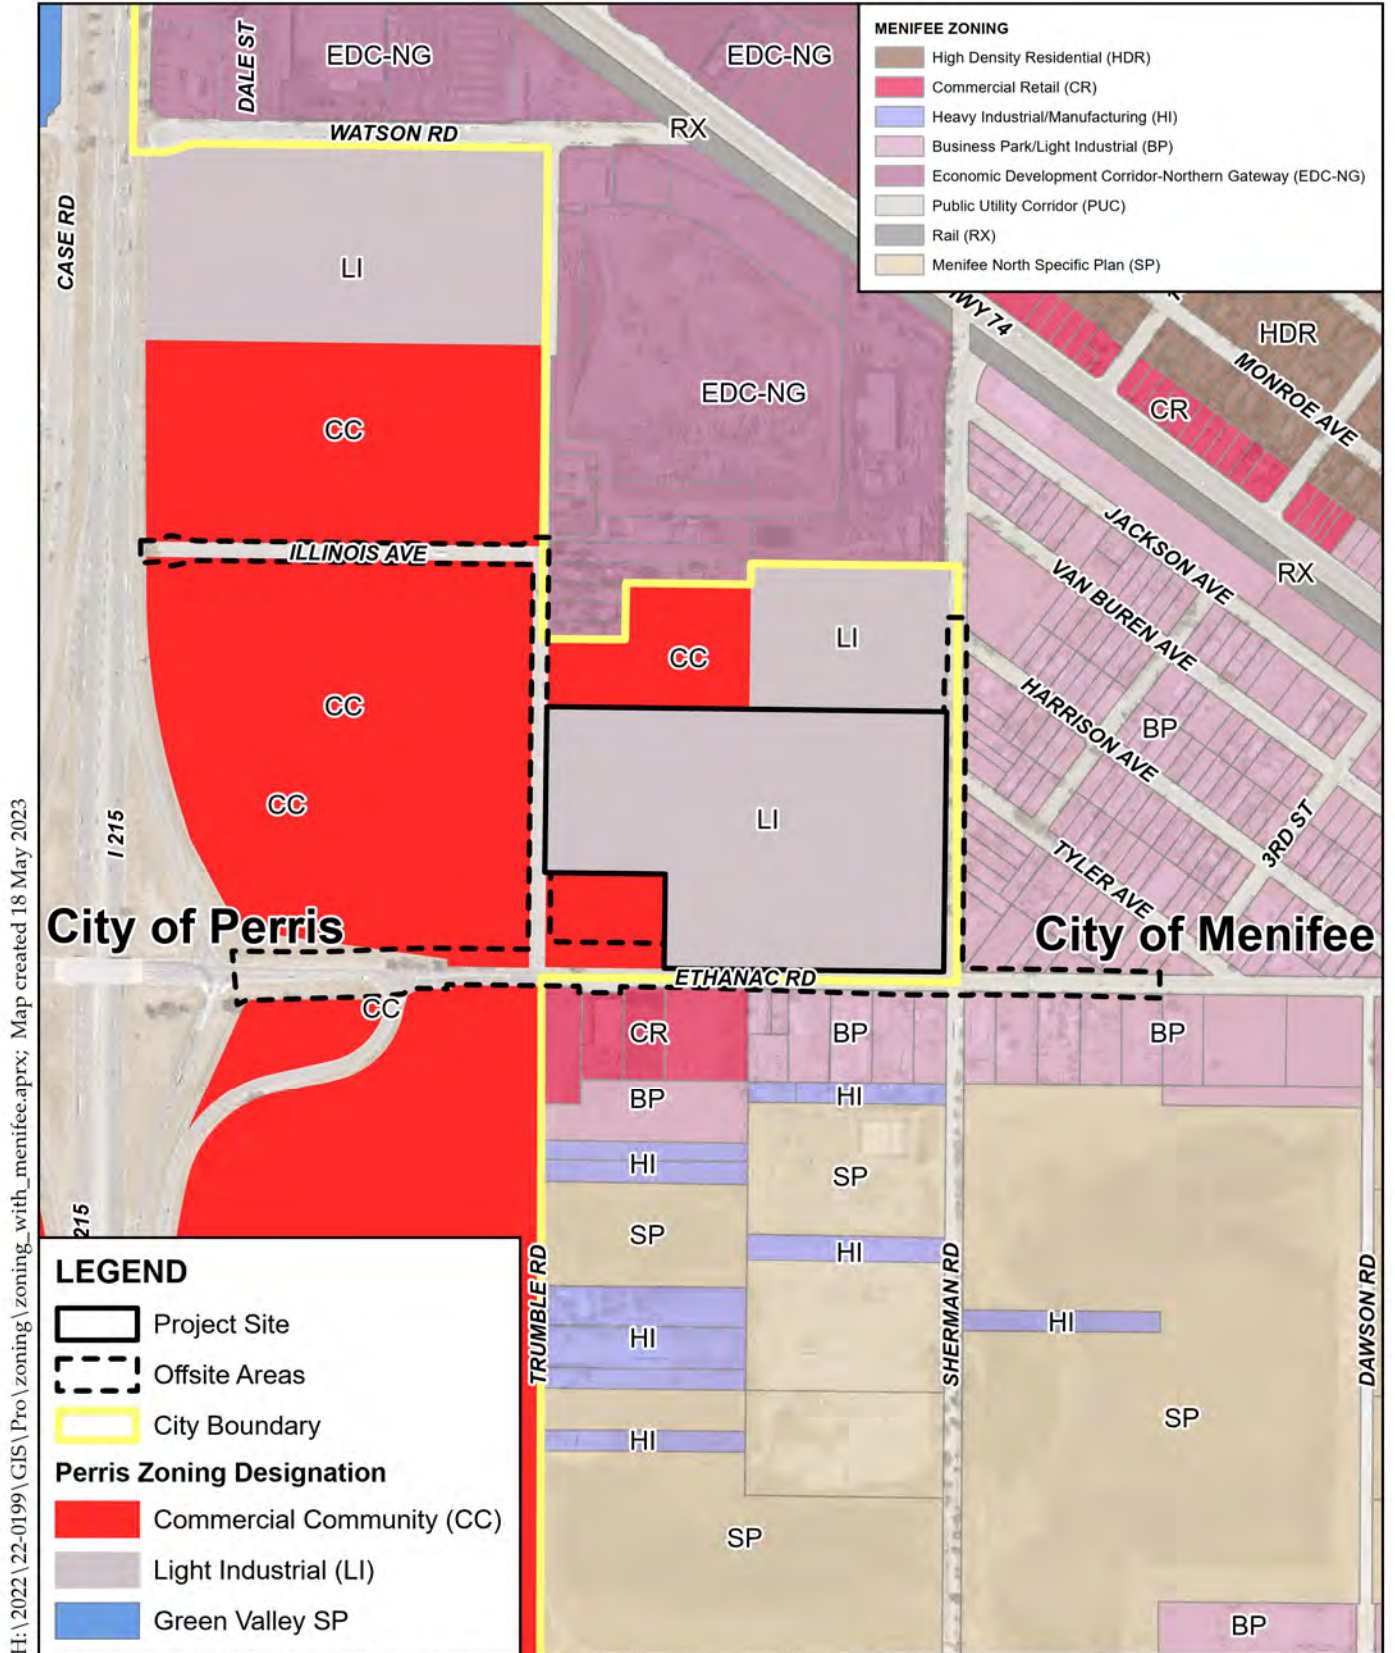 DALE ST
EDC-NG
EDC-NG
MENIFEE ZONING
High Density Residential (HDR)
Commercial Retail (CR)
Heavy Industrial/Manufacturing (HI)
Business Park/Light Industrial (BP)
Economic Development Corridor-Northern Gateway (EDC-NG)
Public Utility Corridor (PUC)
Rail (RX)
Menifee North Specific Plan (SP)
WATSON RD
RX
CASE RD
LI
HWY 74
HDR
MONROE AVE
EDC-NG
CR
CC
JACKSON AVE
ILLINOIS AVE
RX
VAN BUREN AVE
LI
CC
CC
HARRISON AVE
BP
CC
LI
I 215
3RD ST
TYLER AVE
City of Perris
City of Menifee
ETHANAC RD
CC
CR
BP
BP
BP
HI
HI
SP
215
SP
HI
TRUMBLE RD
SHERMAN RD
DAWSON RD
HI
HI
SP
HI
SP
BP
LEGEND
Project Site
Offsite Areas
City Boundary
Perris Zoning Designation
Commercial Community (CC)
Light Industrial (LI)
Green Valley SP
H:\2022\22-0199\GIS\Pro\zoning\zoning_with_menifee.aprx; Map created 18 May 2023